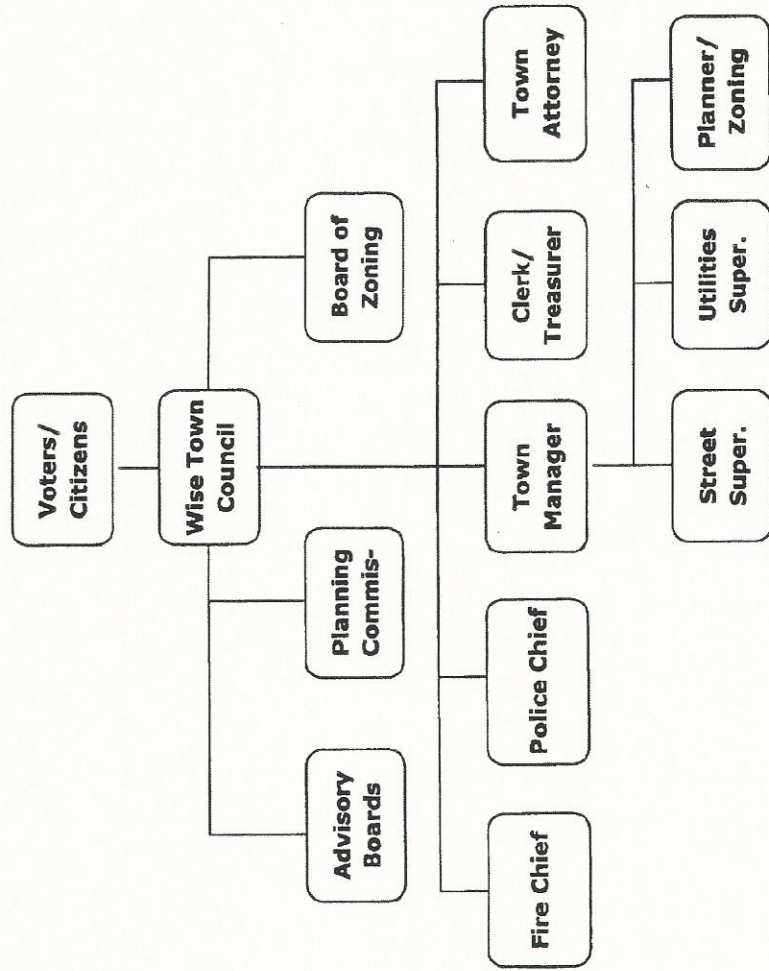 Voters/
Citizens
Wise Town
Council
Advisory
Boards
Planning
Commis-
Board of
Zoning
Fire Chief
Police Chief
Town
Manager
Clerk/
Treasurer
Town
Attorney
Street
Super.
Utilities
Super.
Planner/
Zoning